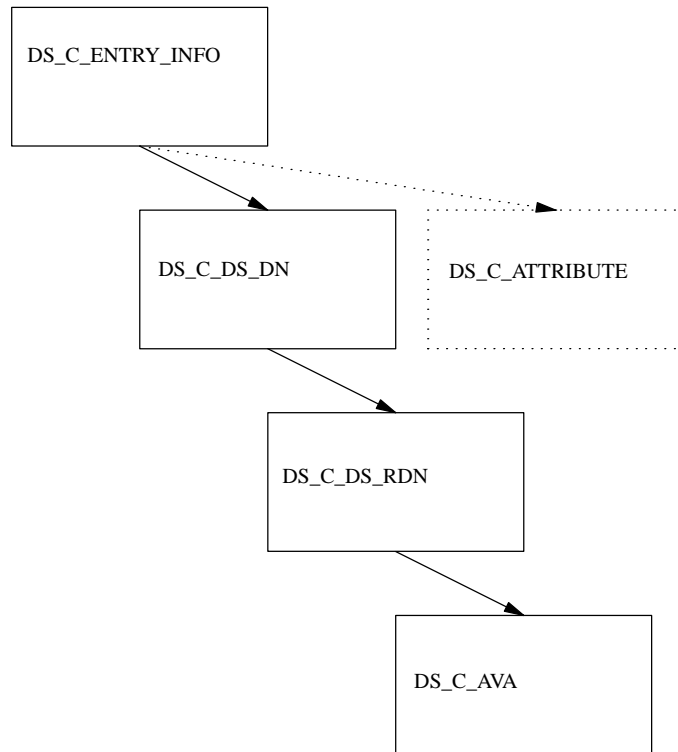 DS_C_ENTRY_INFO
DS_C_DS_DN
DS_C_ATTRIBUTE
DS_C_DS_RDN
DS_C_AVA